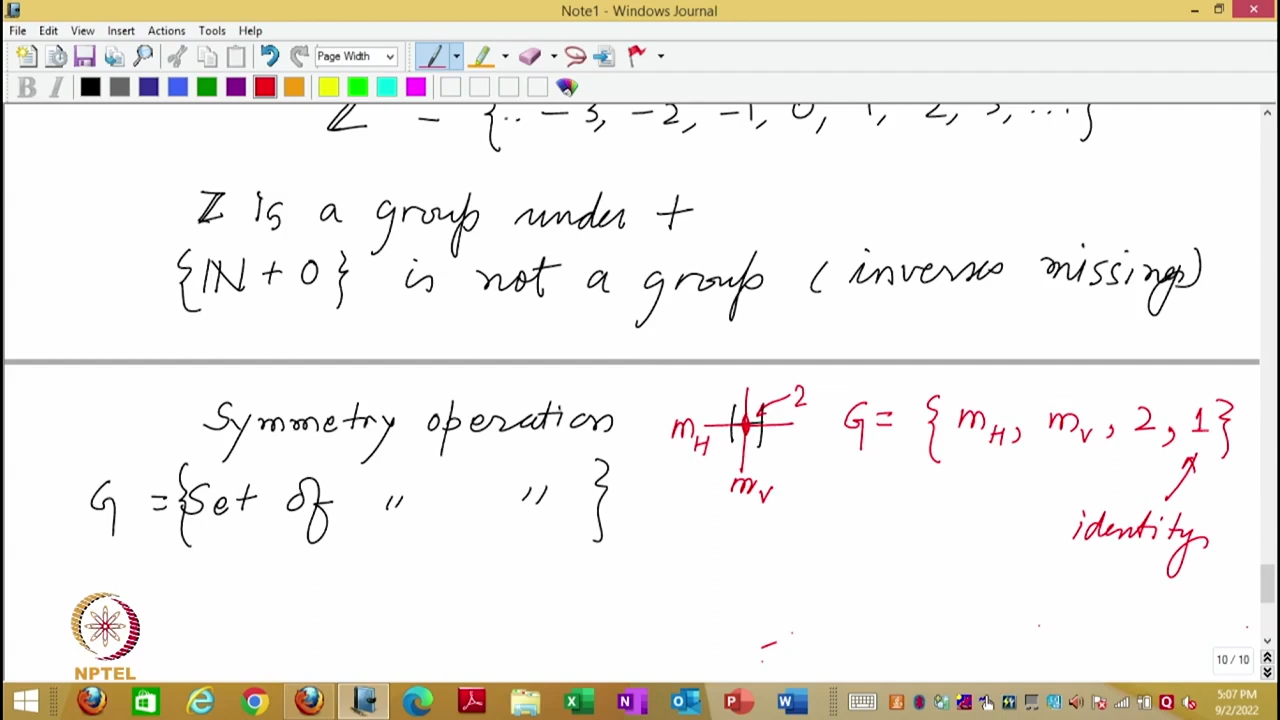 Note1 - Windows Journal
File Edit View Insert Actions Tools Help
Page Width
B I
ℤ = {.. -3, -2, -1, 0, 1, 2, 3, ...}
ℤ is a group under +
{ℕ + 0} is not a group (inverses missing)
Symmetry operation
G = {Set of " " }
m_H
2
m_V
G = { m_H, m_V, 2, 1}
identity
NPTEL
10 / 10
5:07 PM
9/2/2022